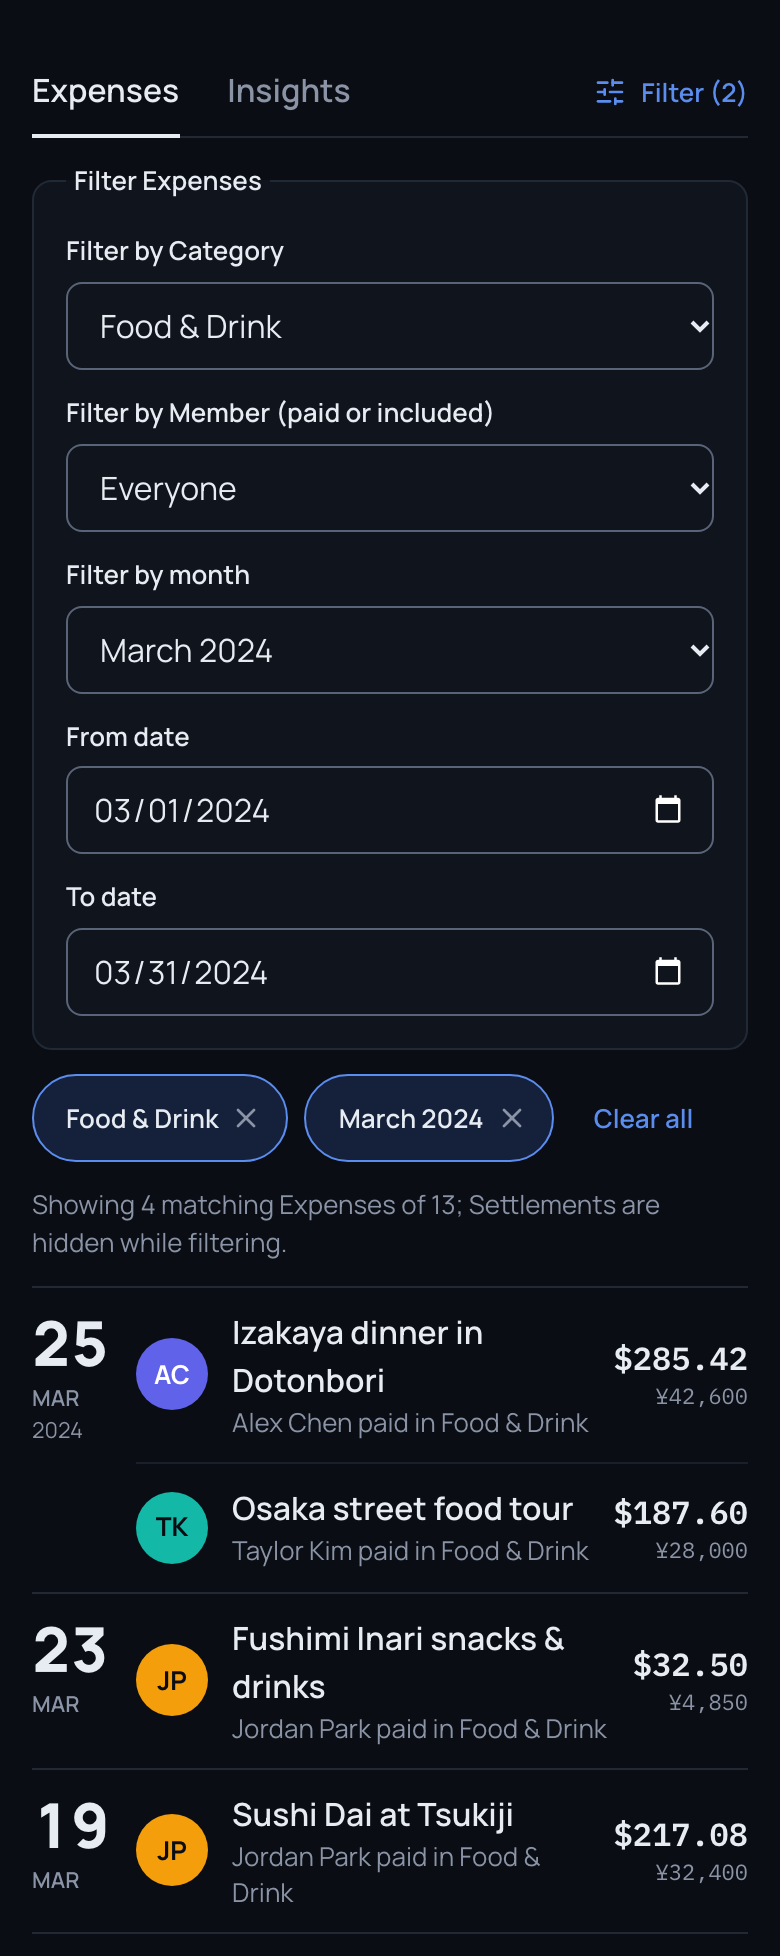 Expenses
Insights
Filter (2)
Filter Expenses
Filter by Category
Food & Drink
Filter by Member (paid or included)
Everyone
Filter by month
March 2024
From date
03/01/2024
To date
03/31/2024
Food & Drink
March 2024
Clear all
Showing 4 matching Expenses of 13; Settlements are
hidden while filtering.
25
MAR
2024
AC
Izakaya dinner in
Dotonbori
Alex Chen paid in Food & Drink
$285.42
¥42,600
TK
Osaka street food tour
Taylor Kim paid in Food & Drink
$187.60
¥28,000
23
MAR
JP
Fushimi Inari snacks &
drinks
Jordan Park paid in Food & Drink
$32.50
¥4,850
19
MAR
JP
Sushi Dai at Tsukiji
Jordan Park paid in Food &
Drink
$217.08
¥32,400